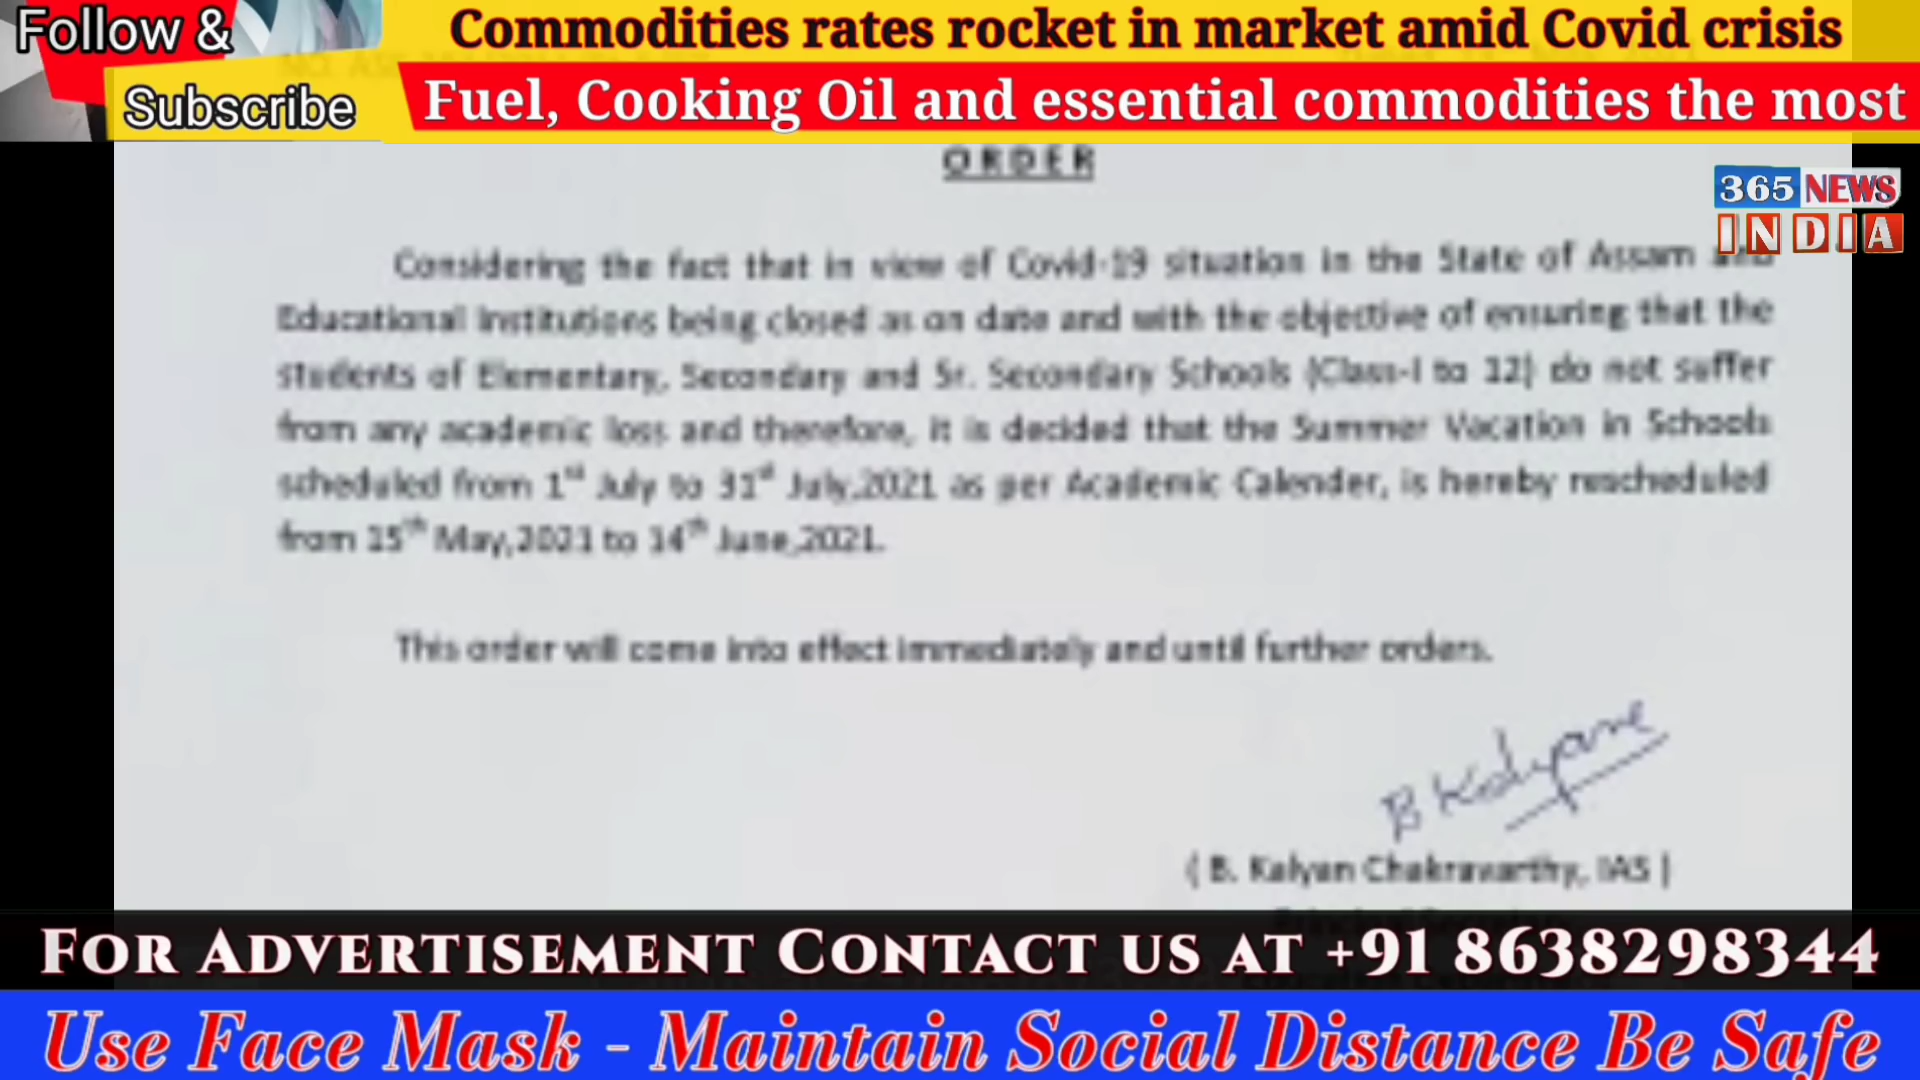 Follow &
Subscribe
Commodities rates rocket in market amid Covid crisis
Fuel, Cooking Oil and essential commodities the most
365 NEWS
INDIA
ORDER
Considering the fact that in view of Covid-19 situation in the State of Assam and
Educational Institutions being closed as on date and with the objective of ensuring that the
students of Elementary, Secondary and Sr. Secondary Schools (Class-I to 12) do not suffer
from any academic loss and therefore, it is decided that the Summer Vacation in Schools
scheduled from 1st July to 31st July,2021 as per Academic Calender, is hereby rescheduled
from 15th May,2021 to 14th June,2021.
This order will come into effect immediately and until further orders.
B Kalyan
( B. Kalyan Chakravarthy, IAS )
FOR ADVERTISEMENT CONTACT US AT +91 8638298344
Use Face Mask - Maintain Social Distance Be Safe